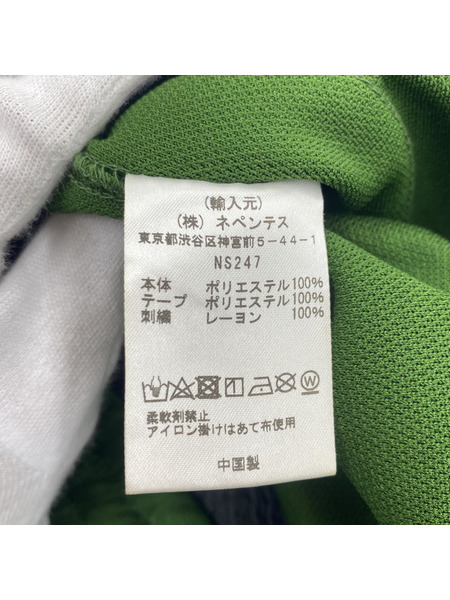 (輸入元)
(株) ネペンテス
東京都渋谷区神宮前5-44-1
NS247
本体 ポリエステル100%
テープ ポリエステル100%
刺繍 レーヨン 100%
柔軟剤禁止
アイロン掛けはあて布使用
中国製